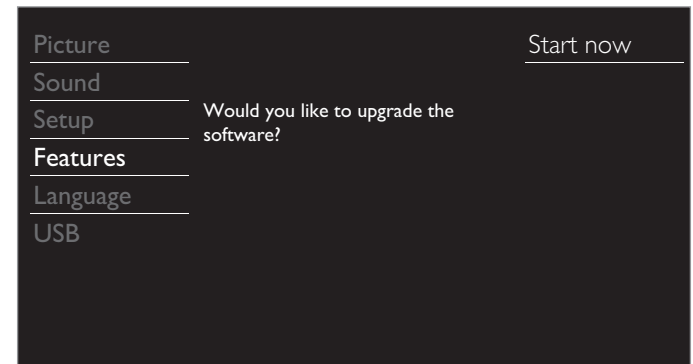 Picture
Start now
Sound
Setup
Would you like to upgrade the
software?
Features
Language
USB